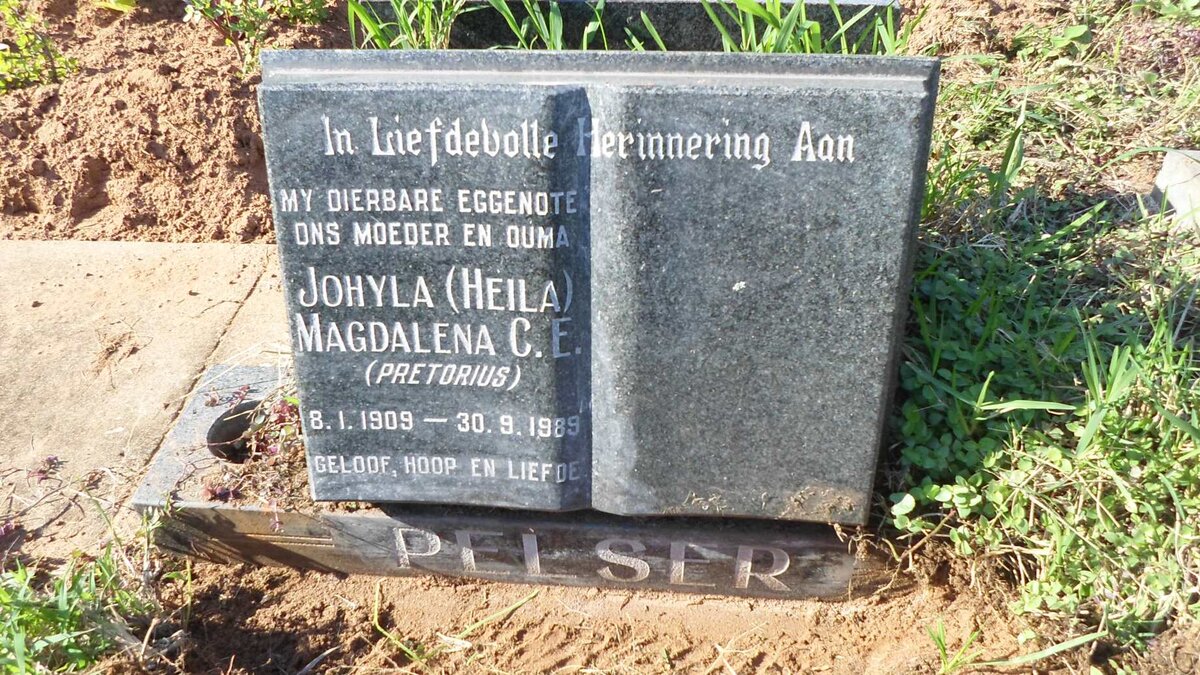 In Liefdevolle Herinnering Aan
MY DIERBARE EGGENOTE
ONS MOEDER EN OUMA
JOHYLA (HEILA)
MAGDALENA C. E.
(PRETORIUS)
8.1.1909 — 30.9.1989
GELOOF, HOOP EN LIEFDE
PELSER